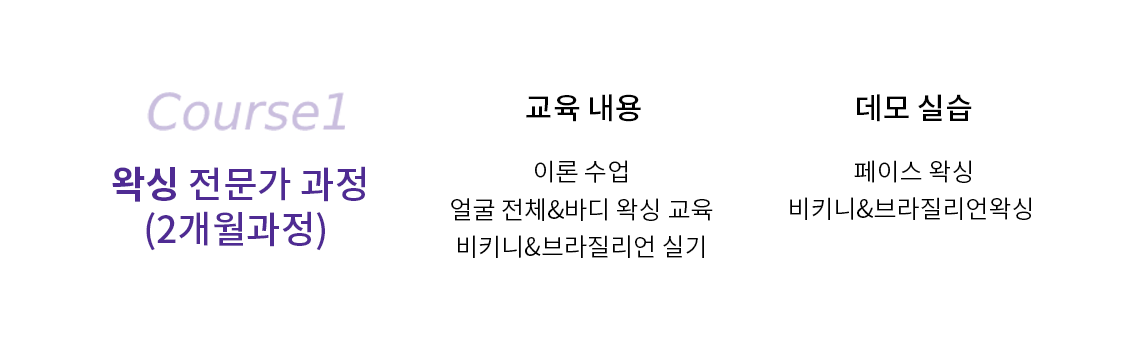 Course1
왁싱 전문가 과정
(2개월과정)
교육 내용
이론 수업
얼굴 전체&바디 왁싱 교육
비키니&브라질리언 실기
데모 실습
페이스 왁싱
비키니&브라질리언왁싱